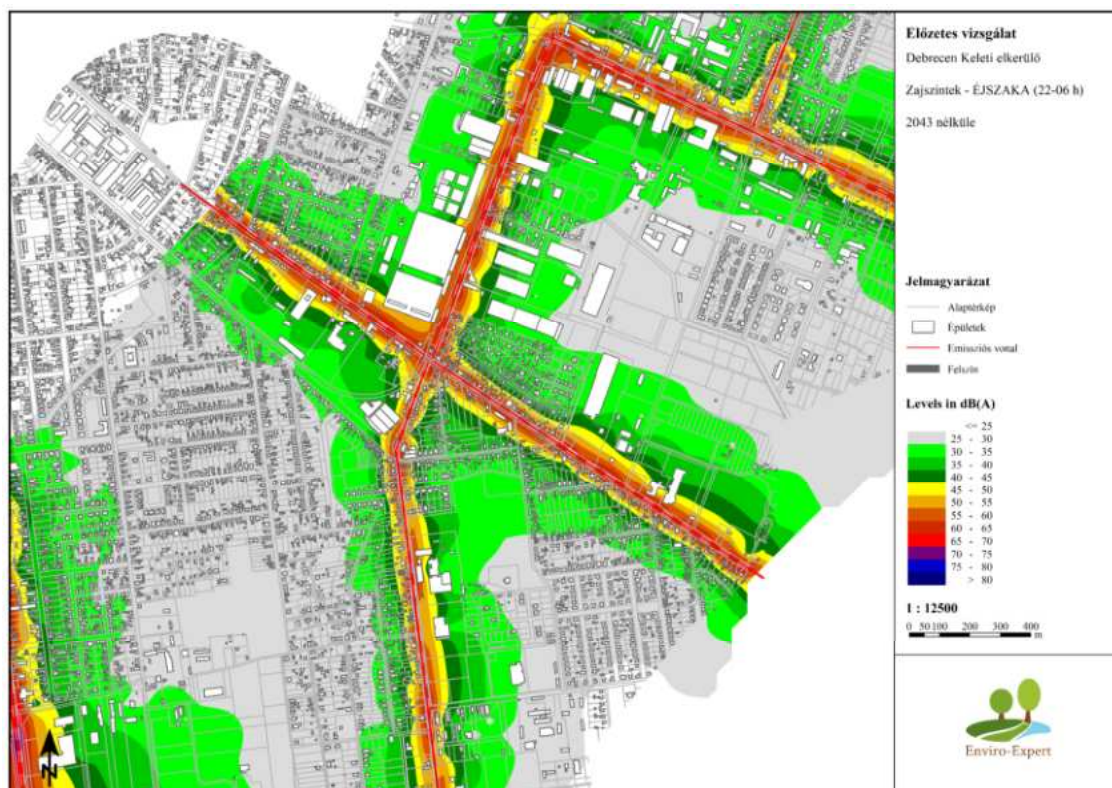 Előzetes vizsgálat
Debrecen Keleti elkerülő
Zajszintek - ÉJSZAKA (22-06 h)
2043 nélküle
Jelmagyarázat
Alaptérkép
Épületek
Emissziós vonal
Felszín
Levels in dB(A)
<= 25
25 - 30
30 - 35
35 - 40
40 - 45
45 - 50
50 - 55
55 - 60
60 - 65
65 - 70
70 - 75
75 - 80
> 80
1 : 12500
0 50 100 200 300 400
m
Enviro-Expert
N